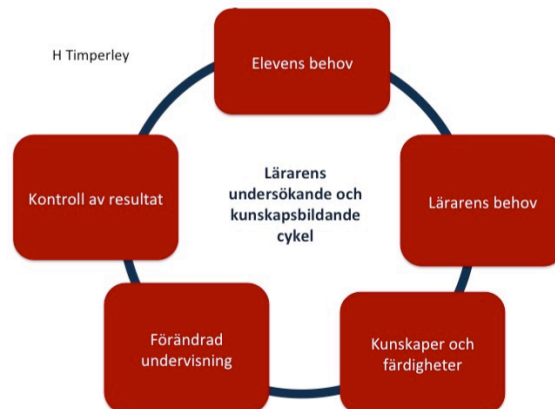 H Timperley
Elevens behov
Lärarens behov
Kunskaper och
färdigheter
Förändrad
undervisning
Kontroll av resultat
Lärarens
undersökande och
kunskapsbildande
cykel